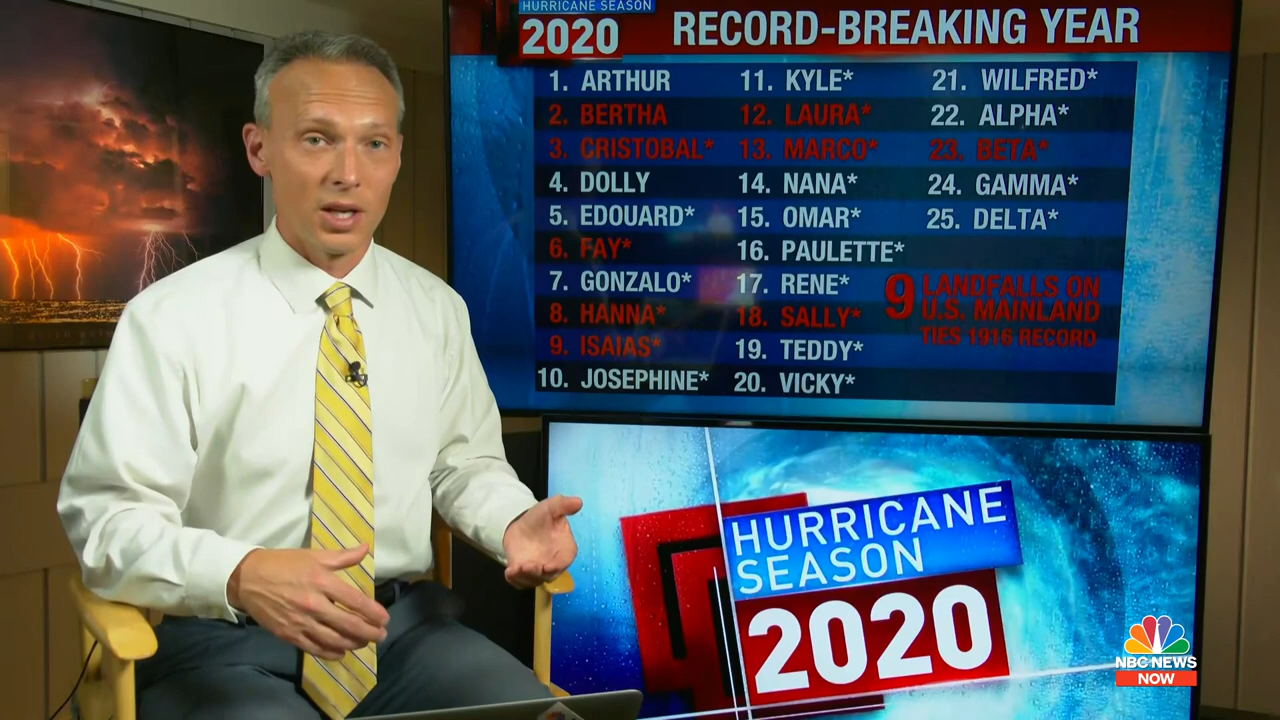 HURRICANE SEASON
2020
RECORD-BREAKING YEAR
1. ARTHUR
2. BERTHA
3. CRISTOBAL*
4. DOLLY
5. EDOUARD*
6. FAY*
7. GONZALO*
8. HANNA*
9. ISAIAS*
10. JOSEPHINE*
11. KYLE*
12. LAURA*
13. MARCO*
14. NANA*
15. OMAR*
16. PAULETTE*
17. RENE*
18. SALLY*
19. TEDDY*
20. VICKY*
21. WILFRED*
22. ALPHA*
23. BETA*
24. GAMMA*
25. DELTA*
9 LANDFALLS ON
U.S. MAINLAND
TIES 1916 RECORD
HURRICANE
SEASON
2020
NBC NEWS
NOW